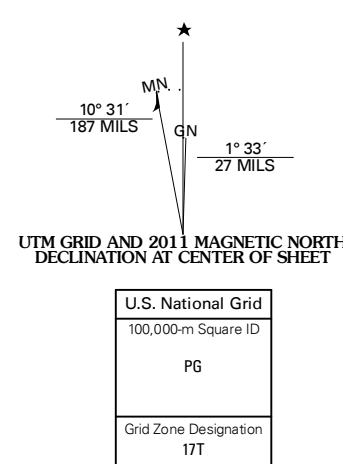 ★
MN
10° 31´
187 MILS
GN
1° 33´
27 MILS
UTM GRID AND 2011 MAGNETIC NORTH
DECLINATION AT CENTER OF SHEET
U.S. National Grid
100,000-m Square ID
PG
Grid Zone Designation
17T